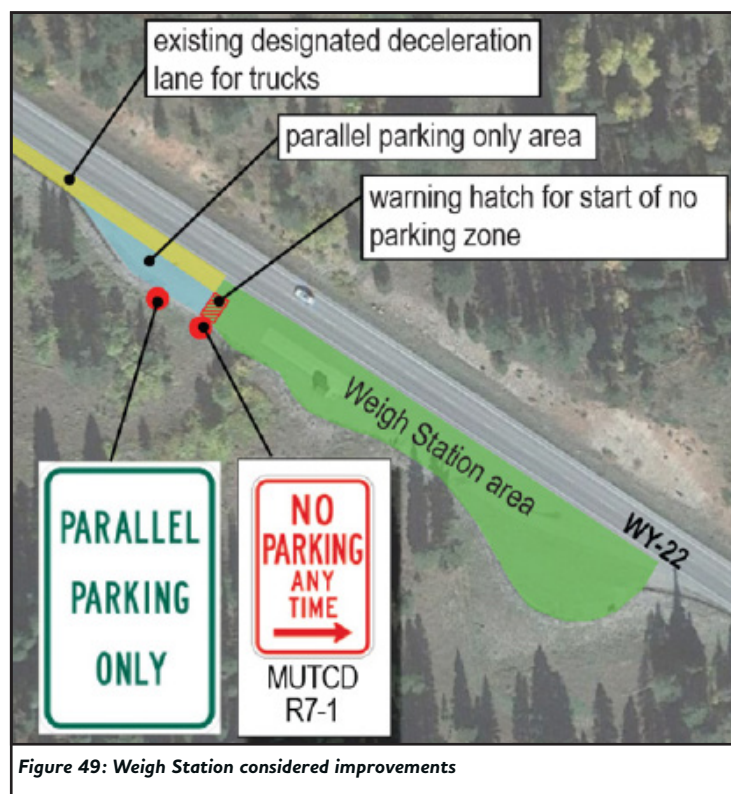 existing designated deceleration
lane for trucks
parallel parking only area
warning hatch for start of no
parking zone
Weigh Station area
WY-22
PARALLEL
PARKING
ONLY
NO
PARKING
ANY
TIME
MUTCD
R7-1
Figure 49: Weigh Station considered improvements